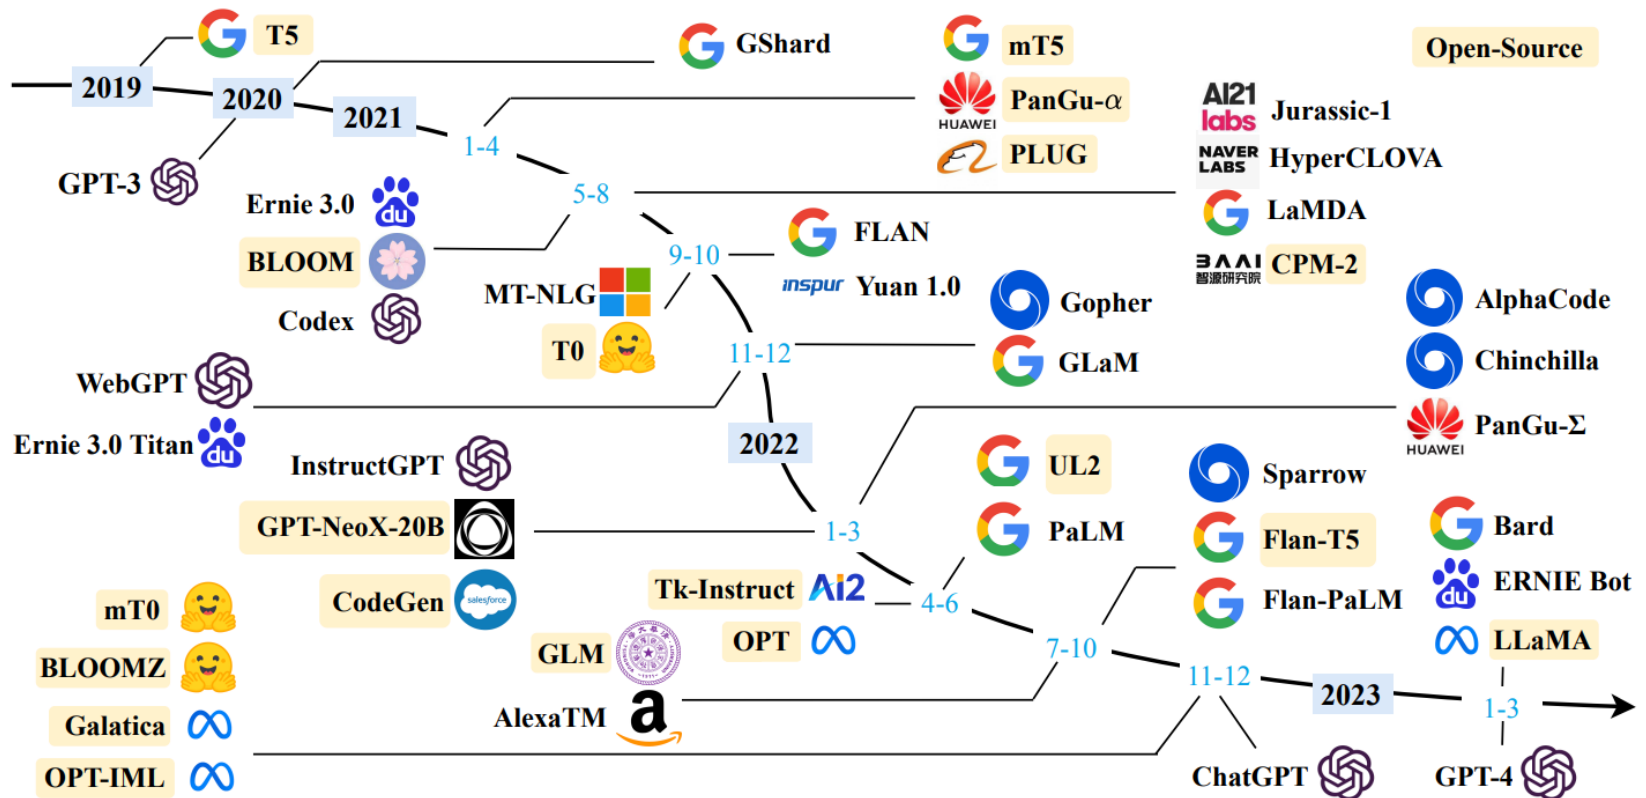 T5
GShard
mT5
Open-Source
2019
2020
2021
HUAWEI
PanGu-α
AI21
labs
Jurassic-1
1-4
PLUG
NAVER
LABS
HyperCLOVA
GPT-3
Ernie 3.0
du
5-8
LaMDA
BLOOM
9-10
FLAN
BAAI
智源研究院
CPM-2
MT-NLG
inspur
Yuan 1.0
Gopher
AlphaCode
Codex
T0
11-12
GLaM
Chinchilla
WebGPT
Ernie 3.0 Titan
du
2022
HUAWEI
PanGu-Σ
InstructGPT
UL2
Sparrow
GPT-NeoX-20B
1-3
PaLM
Flan-T5
Bard
mT0
CodeGen
salesforce
Tk-Instruct
Ai2
4-6
Flan-PaLM
du
ERNIE Bot
BLOOMZ
GLM
OPT
7-10
LLaMA
Galatica
AlexaTM
a
11-12
2023
1-3
OPT-IML
ChatGPT
GPT-4